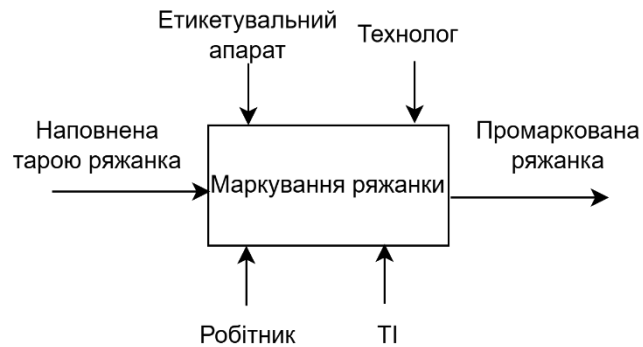 Етикетувальний
апарат
Технолог
Наповнена
тарою ряжанка
Маркування ряжанки
Промаркована
ряжанка
Робітник
ТІ